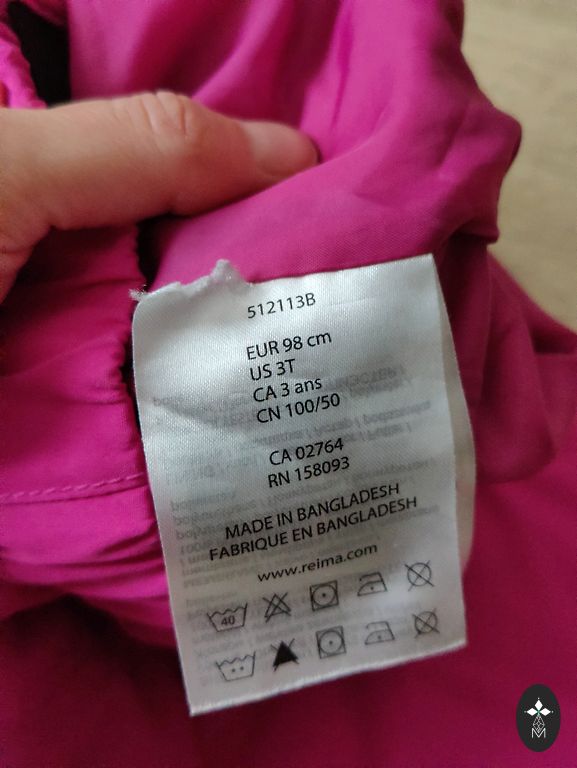 512113B
EUR 98 cm
US 3T
CA 3 ans
CN 100/50
CA 02764
RN 158093
MADE IN BANGLADESH
FABRIQUE EN BANGLADESH
www.reima.com
40